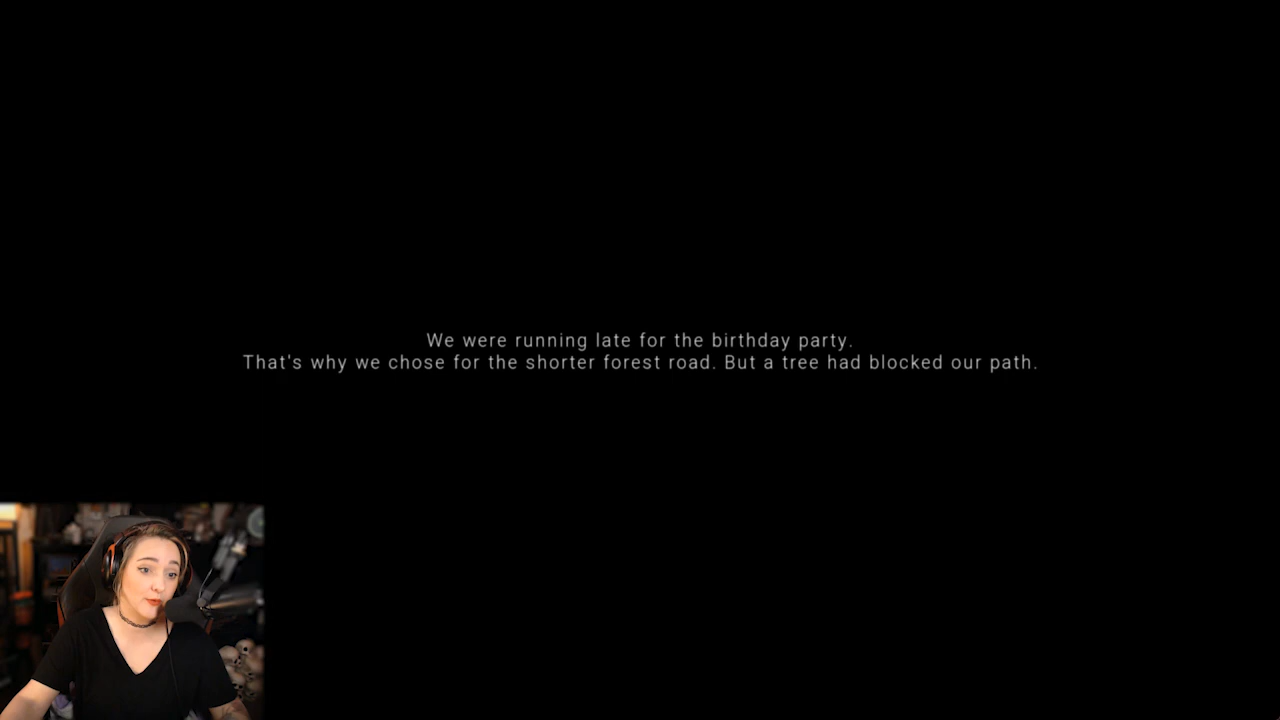 We were running late for the birthday party.
That's why we chose for the shorter forest road. But a tree had blocked our path.